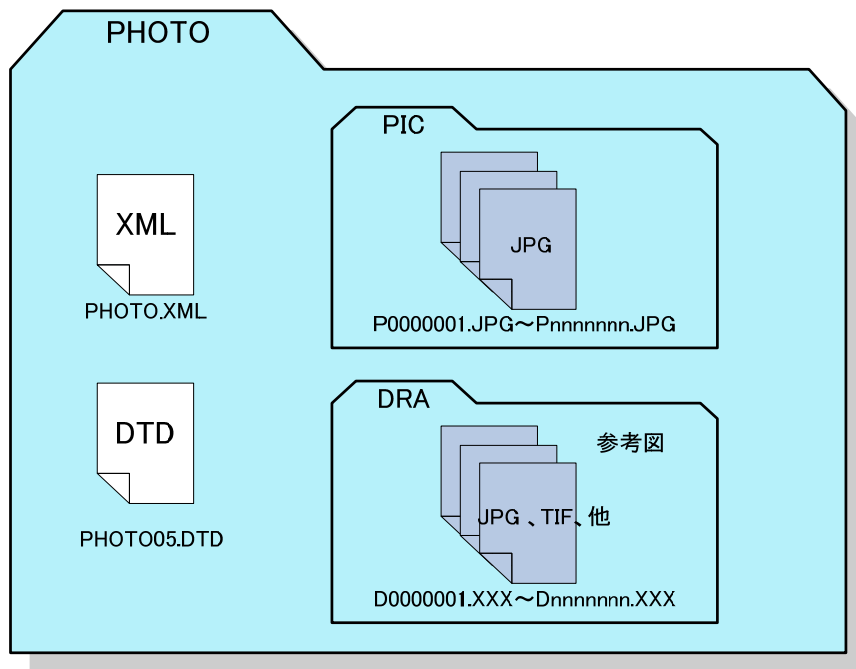 PHOTO
XML
PHOTO.XML
DTD
PHOTO05.DTD
PIC
JPG
P0000001.JPG～Pnnnnnnn.JPG
DRA
参考図
JPG 、TIF、他
D0000001.XXX～Dnnnnnnn.XXX